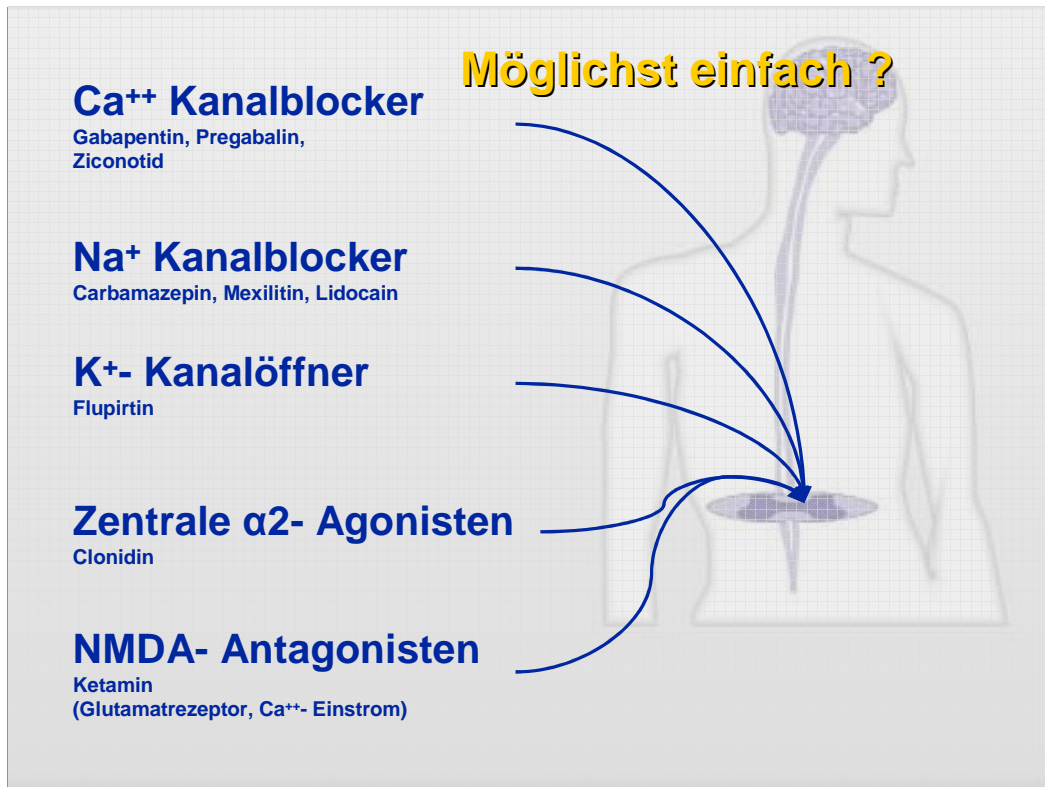 Möglichst einfach ?
Ca⁺⁺ Kanalblocker
Gabapentin, Pregabalin,
Ziconotid
Na⁺ Kanalblocker
Carbamazepin, Mexilitin, Lidocain
K⁺- Kanalöffner
Flupirtin
Zentrale α2- Agonisten
Clonidin
NMDA- Antagonisten
Ketamin
(Glutamatrezeptor, Ca⁺⁺- Einstrom)